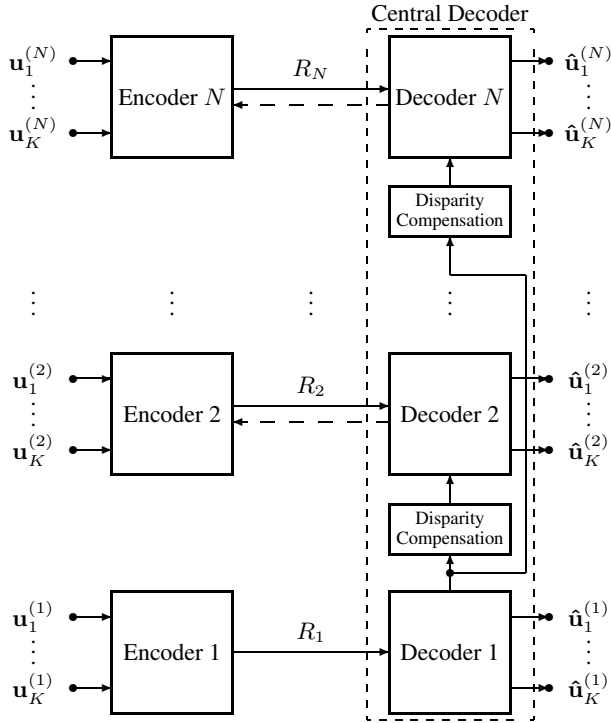 Central Decoder
u_1^{(N)} Encoder N R_N Decoder N û_1^{(N)}
⋮ ⋮
u_K^{(N)} û_K^{(N)}
Disparity
Compensation
⋮ ⋮ ⋮ ⋮ ⋮
u_1^{(2)} Encoder 2 R_2 Decoder 2 û_1^{(2)}
⋮ ⋮
u_K^{(2)} û_K^{(2)}
Disparity
Compensation
u_1^{(1)} Encoder 1 R_1 Decoder 1 û_1^{(1)}
⋮ ⋮
u_K^{(1)} û_K^{(1)}